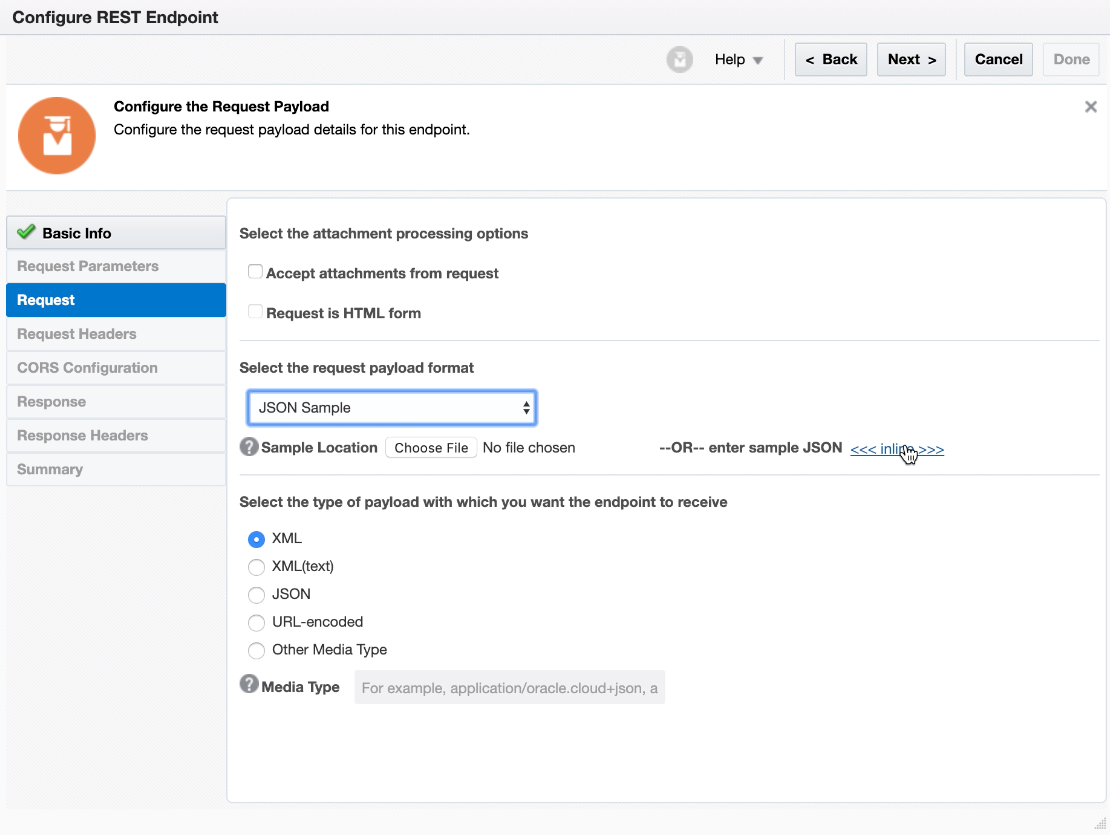 Configure REST Endpoint
Help
< Back
Next >
Cancel
Done
Configure the Request Payload
Configure the request payload details for this endpoint.
Basic Info
Request Parameters
Request
Request Headers
CORS Configuration
Response
Response Headers
Summary
Select the attachment processing options
Accept attachments from request
Request is HTML form
Select the request payload format
JSON Sample
Sample Location Choose File No file chosen --OR-- enter sample JSON <<< inline >>>
Select the type of payload with which you want the endpoint to receive
XML
XML(text)
JSON
URL-encoded
Other Media Type
Media Type For example, application/oracle.cloud+json, a